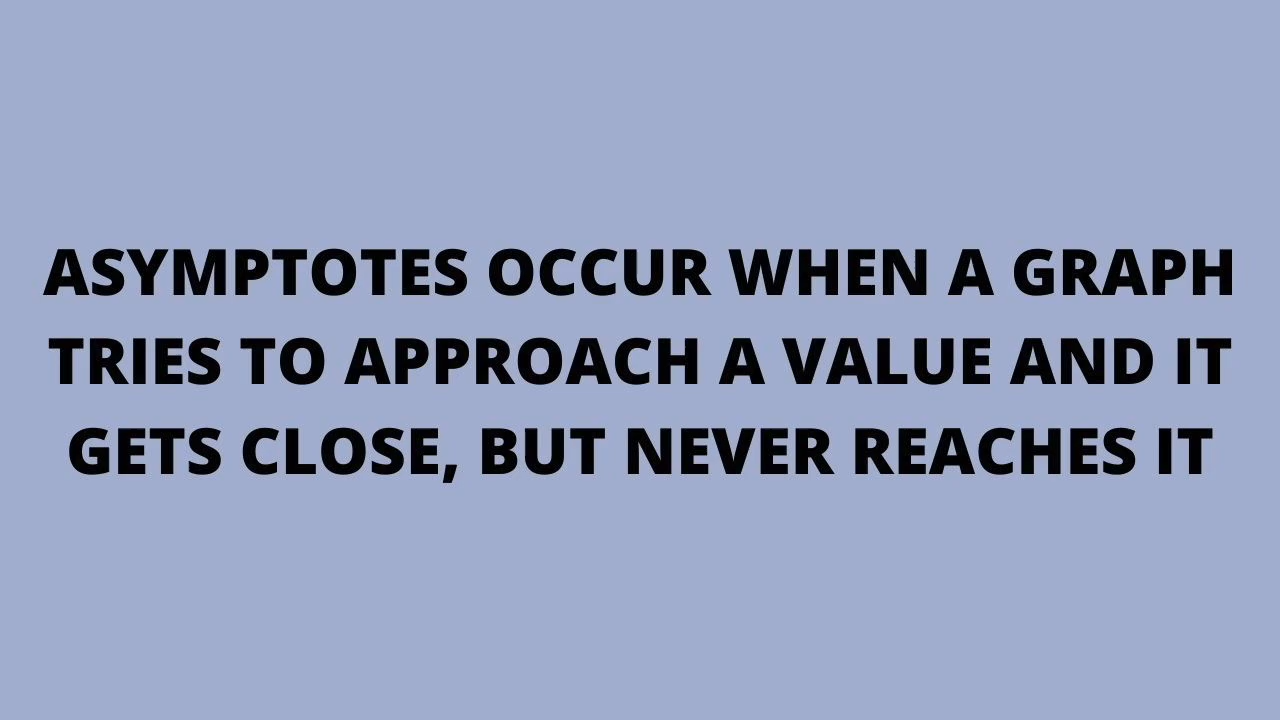 ASYMPTOTES OCCUR WHEN A GRAPH
TRIES TO APPROACH A VALUE AND IT
GETS CLOSE, BUT NEVER REACHES IT